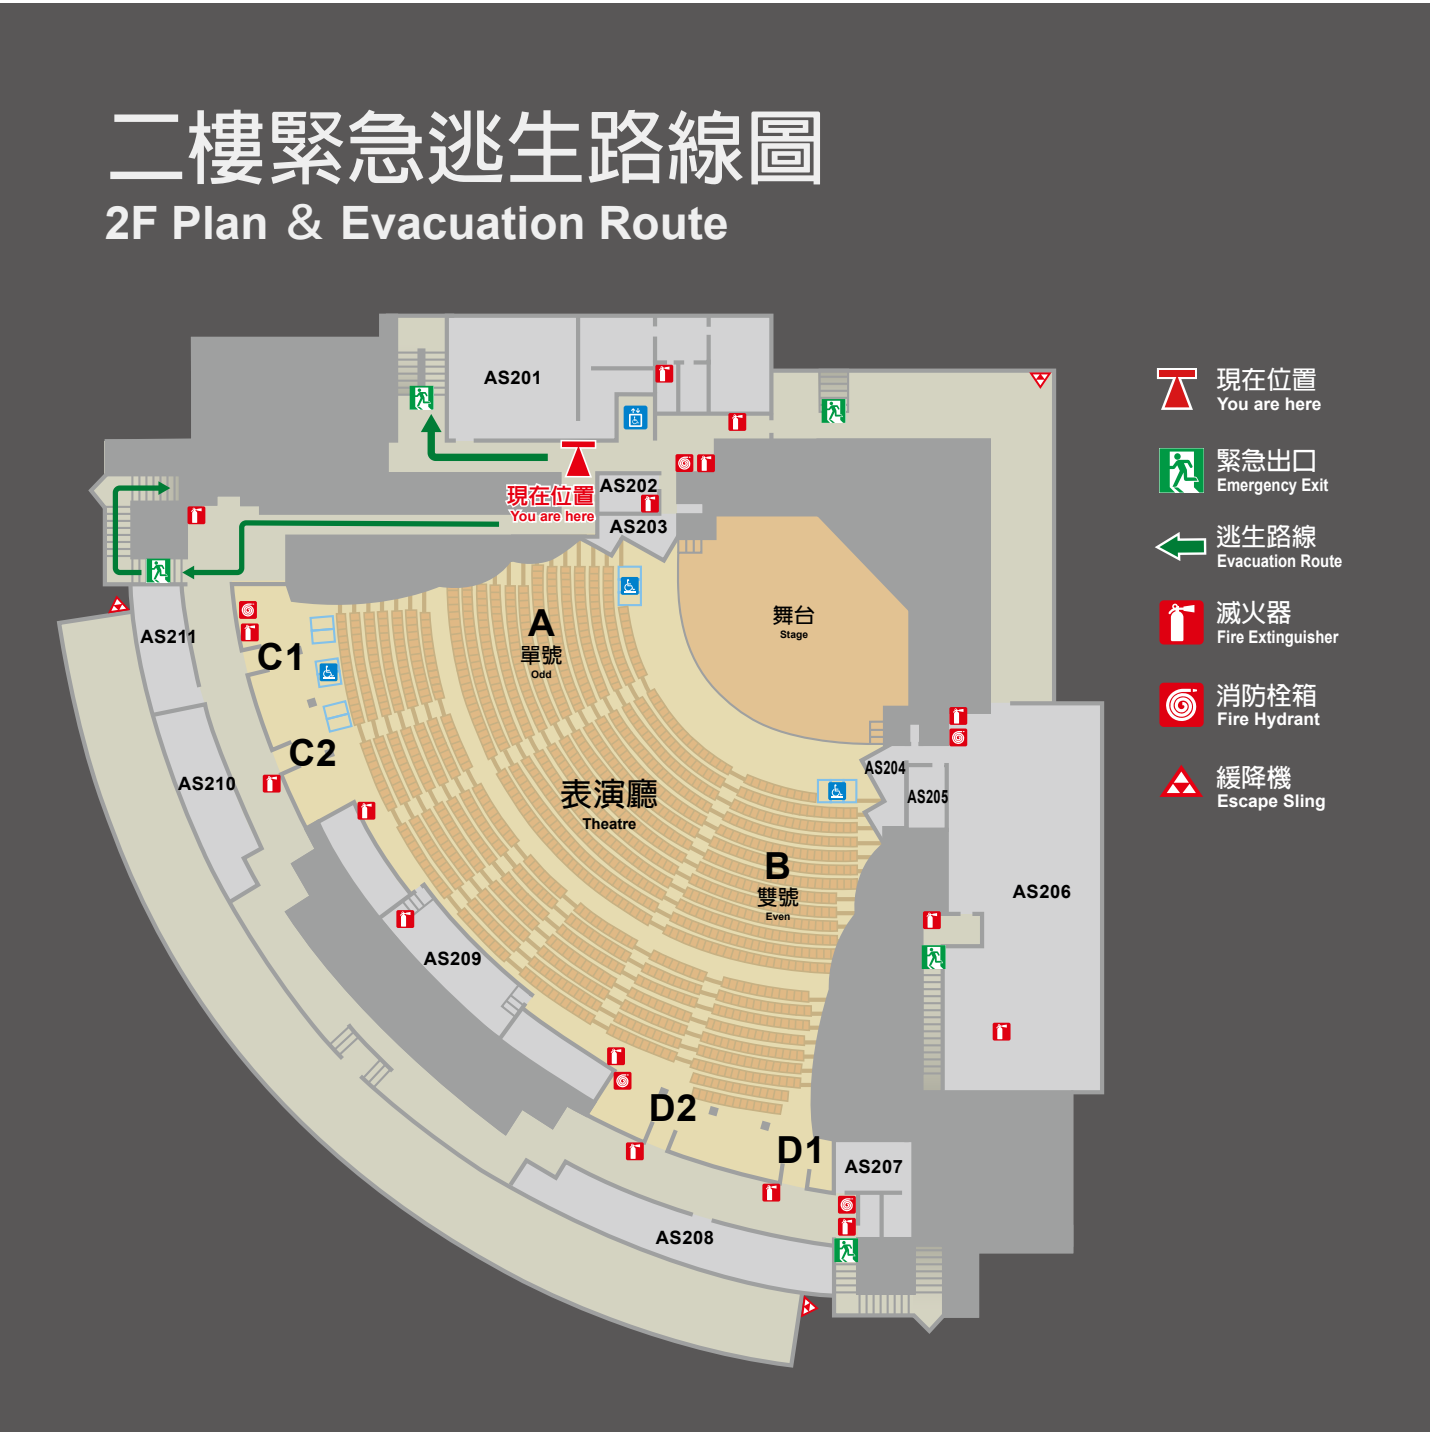 二樓緊急逃生路線圖
2F Plan & Evacuation Route
現在位置
You are here
緊急出口
Emergency Exit
逃生路線
Evacuation Route
滅火器
Fire Extinguisher
消防栓箱
Fire Hydrant
緩降機
Escape Sling
AS201
現在位置
You are here
AS202
AS203
A
單號
Odd
舞台
Stage
AS211
C1
C2
AS210
表演廳
Theatre
AS204
AS205
B
雙號
Even
AS206
AS209
D2
D1
AS207
AS208